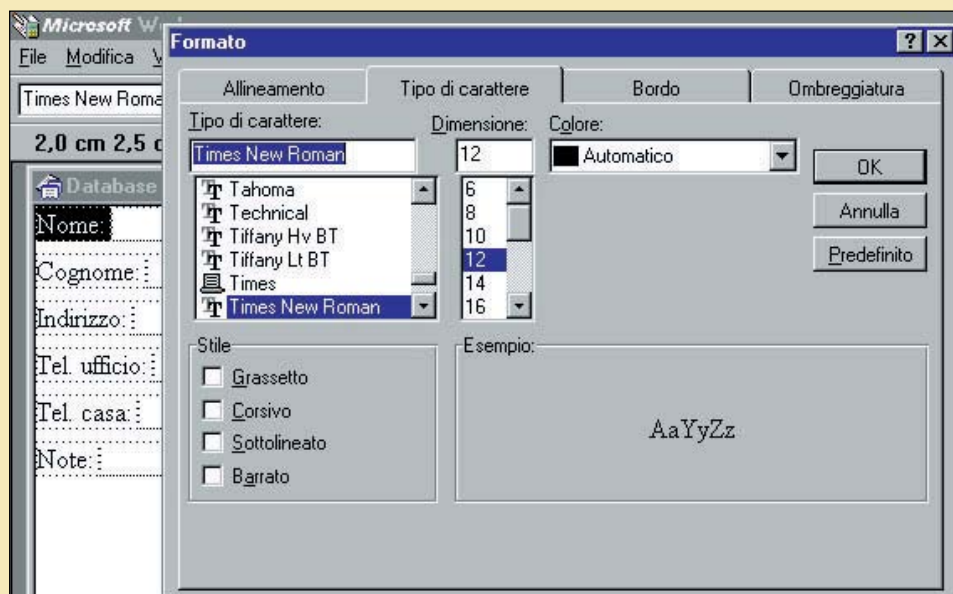 Microsoft
File Modifica
Times New Roma
2,0 cm 2,5
Database
Nome:
Cognome:
Indirizzo:
Tel. ufficio:
Tel. casa:
Note:
Formato
Allineamento Tipo di carattere Bordo Ombreggiatura
Tipo di carattere: Dimensione: Colore:
Times New Roman 12 Automatico
Tahoma 6
Technical 8
Tiffany Hv BT 10
Tiffany Lt BT 12
Times 14
Times New Roman 16
OK
Annulla
Predefinito
Stile
Grassetto
Corsivo
Sottolineato
Barrato
Esempio:
AaYyZz